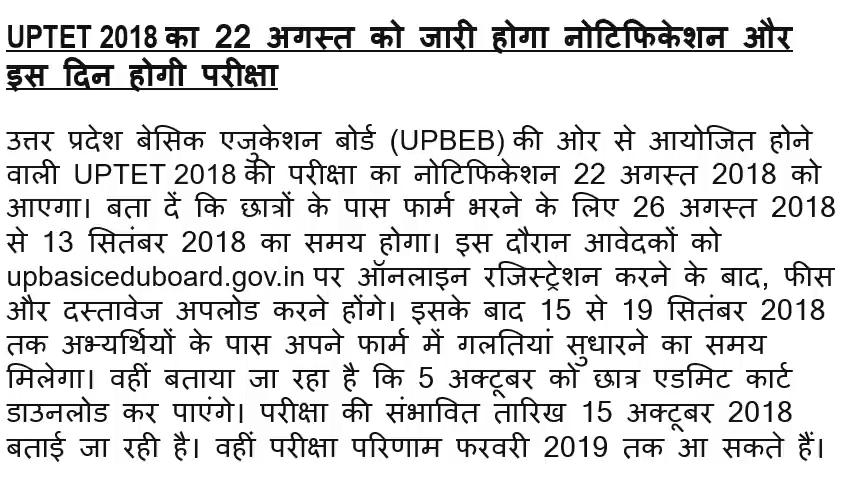 UPTET 2018 का 22 अगस्त को जारी होगा नोटिफिकेशन और
इस दिन होगी परीक्षा
उत्तर प्रदेश बेसिक एजुकेशन बोर्ड (UPBEB) की ओर से आयोजित होने
वाली UPTET 2018 की परीक्षा का नोटिफिकेशन 22 अगस्त 2018 को
आएगा। बता दें कि छात्रों के पास फार्म भरने के लिए 26 अगस्त 2018
से 13 सितंबर 2018 का समय होगा। इस दौरान आवेदकों को
upbasiceduboard.gov.in पर ऑनलाइन रजिस्ट्रेशन करने के बाद, फीस
और दस्तावेज अपलोड करने होंगे। इसके बाद 15 से 19 सितंबर 2018
तक अभ्यर्थियों के पास अपने फार्म में गलतियां सुधारने का समय
मिलेगा। वहीं बताया जा रहा है कि 5 अक्टूबर को छात्र एडमिट कार्ट
डाउनलोड कर पाएंगे। परीक्षा की संभावित तारिख 15 अक्टूबर 2018
बताई जा रही है। वहीं परीक्षा परिणाम फरवरी 2019 तक आ सकते हैं।